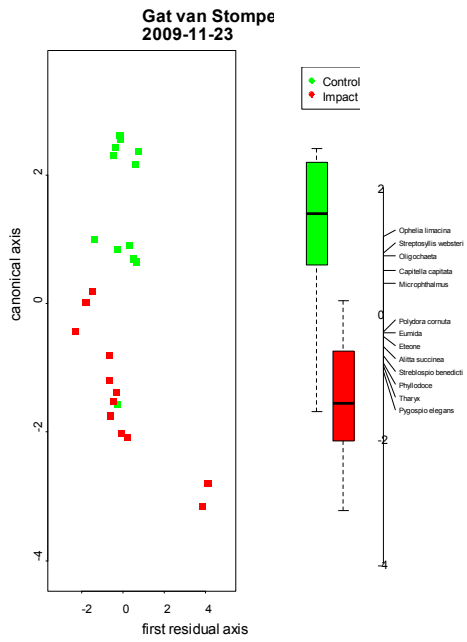 Gat van Stompe
2009-11-23
Control
Impact
canonical axis
2
0
-2
-4
-2
0
2
4
first residual axis
2
0
-2
-4
Ophelia limacina
Streptosyllis websteri
Oligochaeta
Capitella capitata
Microphthalmus
Polydora cornuta
Eumida
Eteone
Alitta succinea
Streblospio benedicti
Phyllodoce
Tharyx
Pygospio elegans